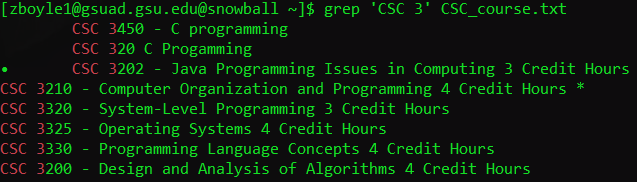 [zboyle1@gsuad.gsu.edu@snowball ~]$ grep 'CSC 3' CSC_course.txt
CSC 3450 - C programming
CSC 320 C Progamming
• CSC 3202 - Java Programming Issues in Computing 3 Credit Hours
CSC 3210 - Computer Organization and Programming 4 Credit Hours *
CSC 3320 - System-Level Programming 3 Credit Hours
CSC 3325 - Operating Systems 4 Credit Hours
CSC 3330 - Programming Language Concepts 4 Credit Hours
CSC 3200 - Design and Analysis of Algorithms 4 Credit Hours